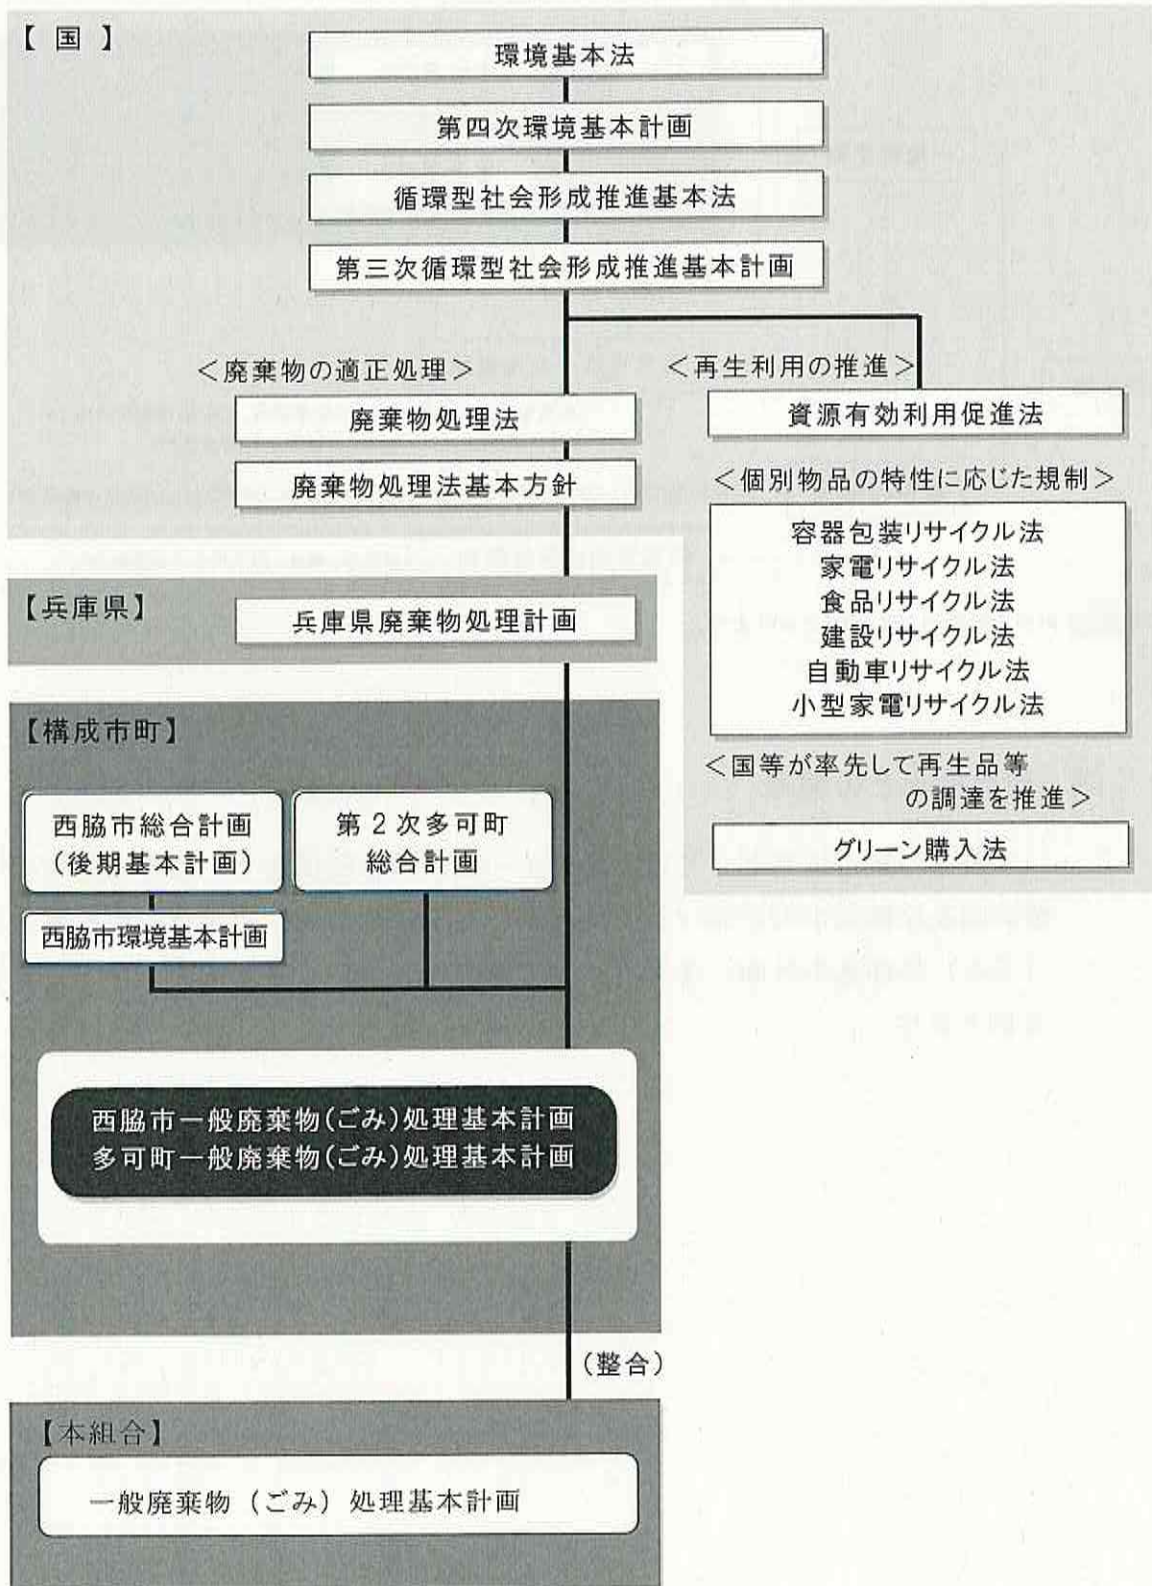 【 国 】
環境基本法
第四次環境基本計画
循環型社会形成推進基本法
第三次循環型社会形成推進基本計画
＜廃棄物の適正処理＞
廃棄物処理法
廃棄物処理法基本方針
＜再生利用の推進＞
資源有効利用促進法
＜個別物品の特性に応じた規制＞
容器包装リサイクル法
家電リサイクル法
食品リサイクル法
建設リサイクル法
自動車リサイクル法
小型家電リサイクル法
＜国等が率先して再生品等
の調達を推進＞
グリーン購入法
【兵庫県】
兵庫県廃棄物処理計画
【構成市町】
西脇市総合計画
（後期基本計画）
第２次多可町
総合計画
西脇市環境基本計画
西脇市一般廃棄物(ごみ)処理基本計画
多可町一般廃棄物(ごみ)処理基本計画
（整合）
【本組合】
一般廃棄物（ごみ）処理基本計画